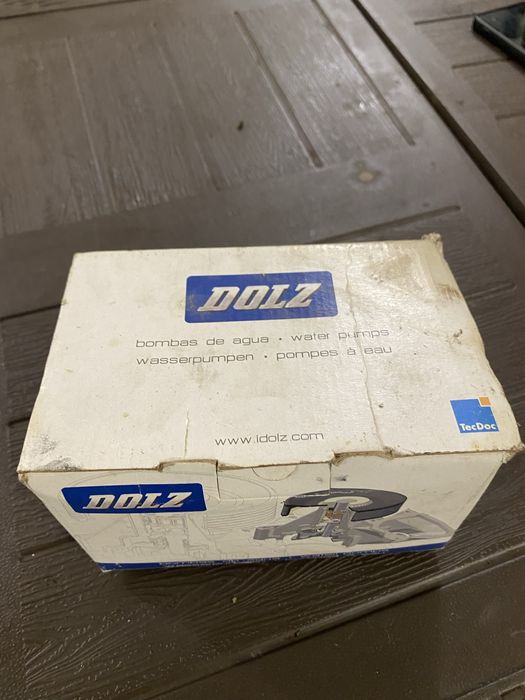 DOLZ
bombas de agua • water pumps
wasserpumpen • pompes à eau
www.idolz.com
TecDoc
DOLZ